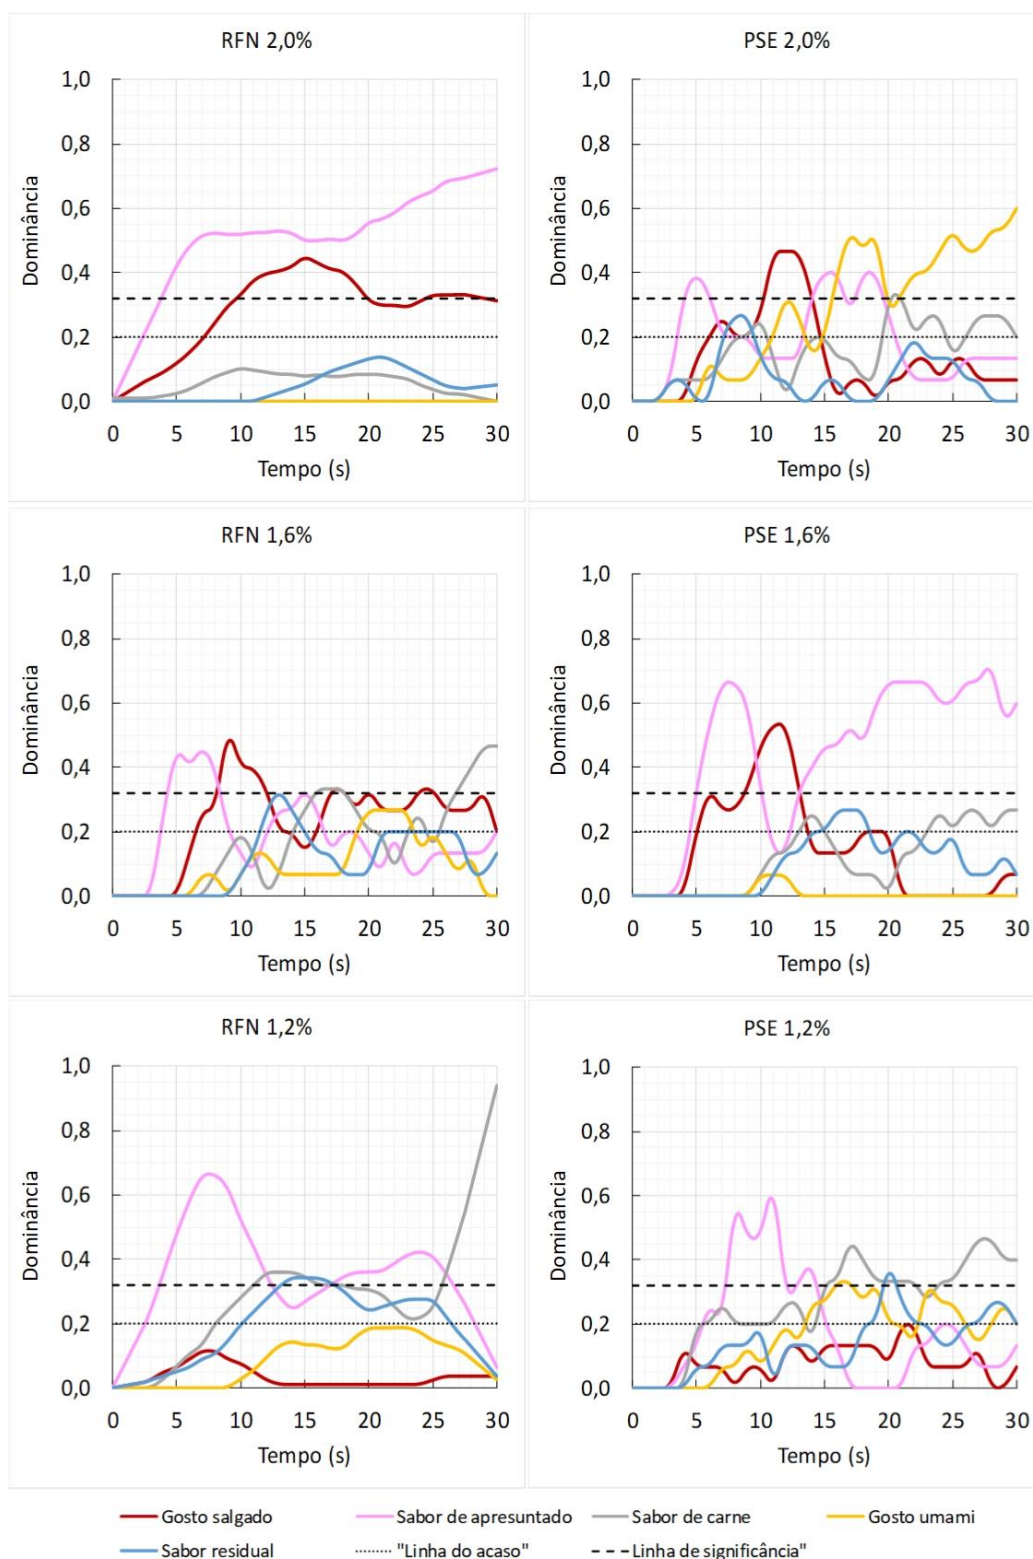 RFN 2,0%
1,0
0,8
0,6
0,4
0,2
0,0
Dominância
0 5 10 15 20 25 30
Tempo (s)
PSE 2,0%
1,0
0,8
0,6
0,4
0,2
0,0
Dominância
0 5 10 15 20 25 30
Tempo (s)
RFN 1,6%
1,0
0,8
0,6
0,4
0,2
0,0
Dominância
0 5 10 15 20 25 30
Tempo (s)
PSE 1,6%
1,0
0,8
0,6
0,4
0,2
0,0
Dominância
0 5 10 15 20 25 30
Tempo (s)
RFN 1,2%
1,0
0,8
0,6
0,4
0,2
0,0
Dominância
0 5 10 15 20 25 30
Tempo (s)
PSE 1,2%
1,0
0,8
0,6
0,4
0,2
0,0
Dominância
0 5 10 15 20 25 30
Tempo (s)
Gosto salgado Sabor de apresuntado Sabor de carne Gosto umami
Sabor residual "Linha do acaso" Linha de significância"